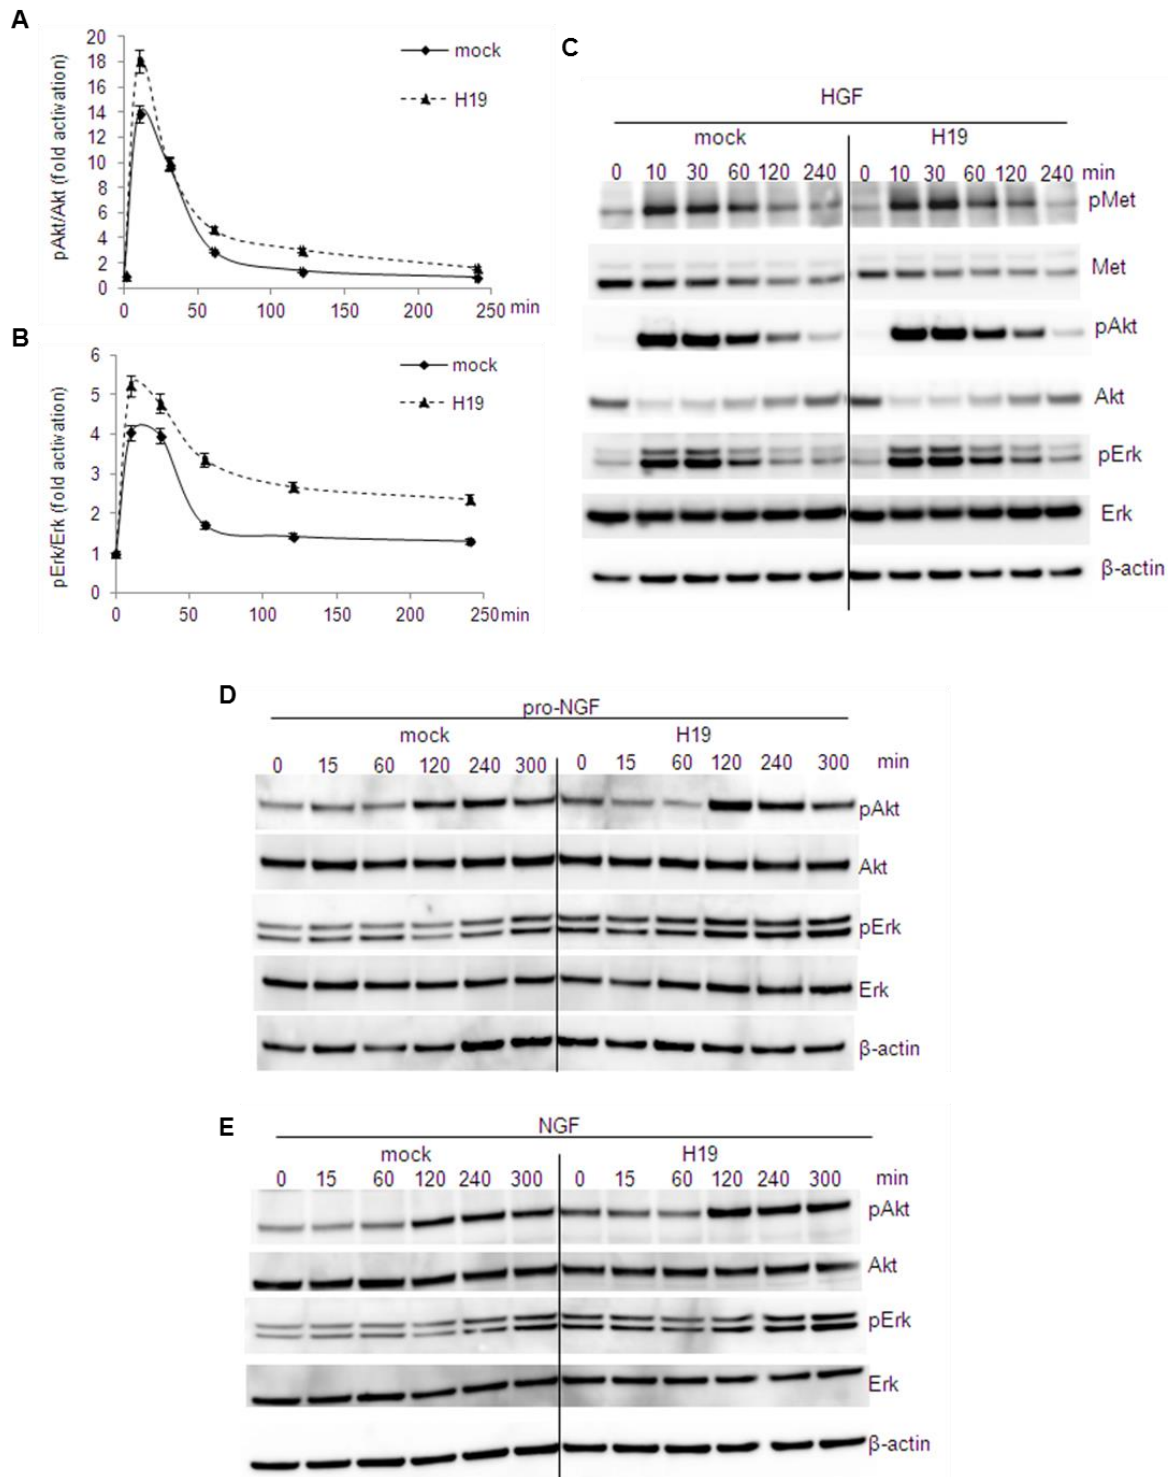 A
20
18
16
14
12
10
8
6
4
2
0
pAkt/Akt (fold activation)
mock
H19
0 50 100 150 200 250 min
B
6
5
4
3
2
1
0
pErk/Erk (fold activation)
mock
H19
0 50 100 150 200 250min
C
HGF
mock H19
0 10 30 60 120 240 0 10 30 60 120 240 min
pMet
Met
pAkt
Akt
pErk
Erk
β-actin
D
pro-NGF
mock H19
0 15 60 120 240 300 0 15 60 120 240 300 min
pAkt
Akt
pErk
Erk
β-actin
E
NGF
mock H19
0 15 60 120 240 300 0 15 60 120 240 300 min
pAkt
Akt
pErk
Erk
β-actin